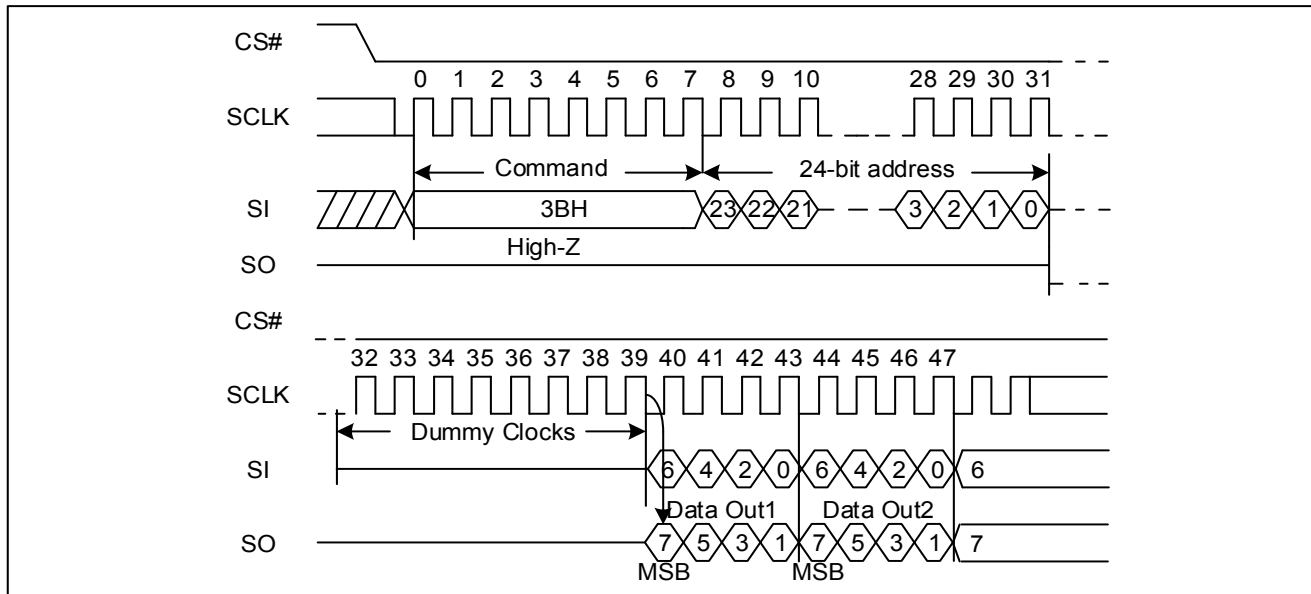 CS#
0 1 2 3 4 5 6 7 8 9 10 28 29 30 31
SCLK
Command 24-bit address
SI 3BH 23 22 21 3 2 1 0
High-Z
SO
CS#
32 33 34 35 36 37 38 39 40 41 42 43 44 45 46 47
SCLK
Dummy Clocks
SI 6 4 2 0 6 4 2 0 6
Data Out1 Data Out2
SO 7 5 3 1 7 5 3 1 7
MSB MSB